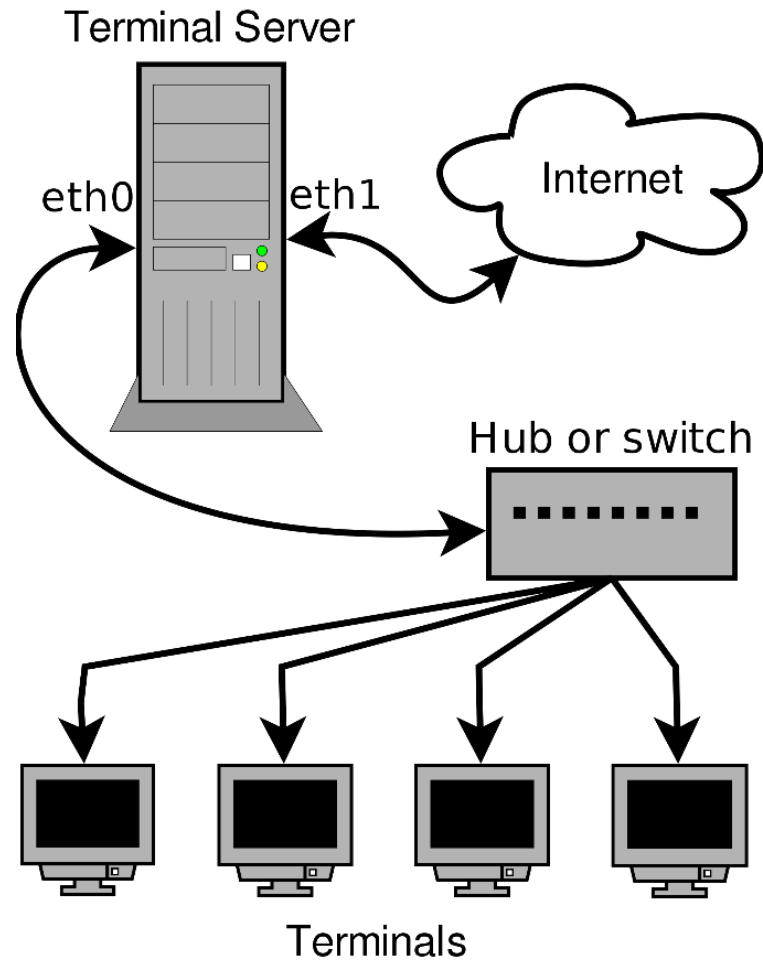 Terminal Server
eth0
eth1
Internet
Hub or switch
Terminals